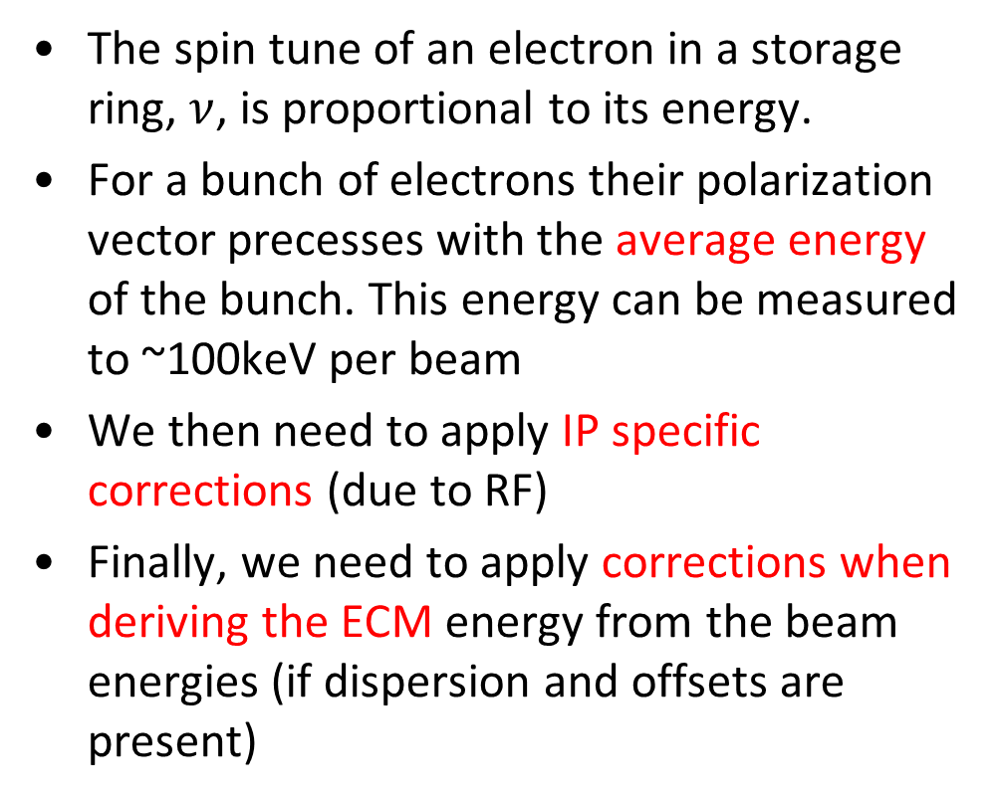 • The spin tune of an electron in a storage
ring, 𝜈, is proportional to its energy.
• For a bunch of electrons their polarization
vector precesses with the average energy
of the bunch. This energy can be measured
to ~100keV per beam
• We then need to apply IP specific
corrections (due to RF)
• Finally, we need to apply corrections when
deriving the ECM energy from the beam
energies (if dispersion and offsets are
present)